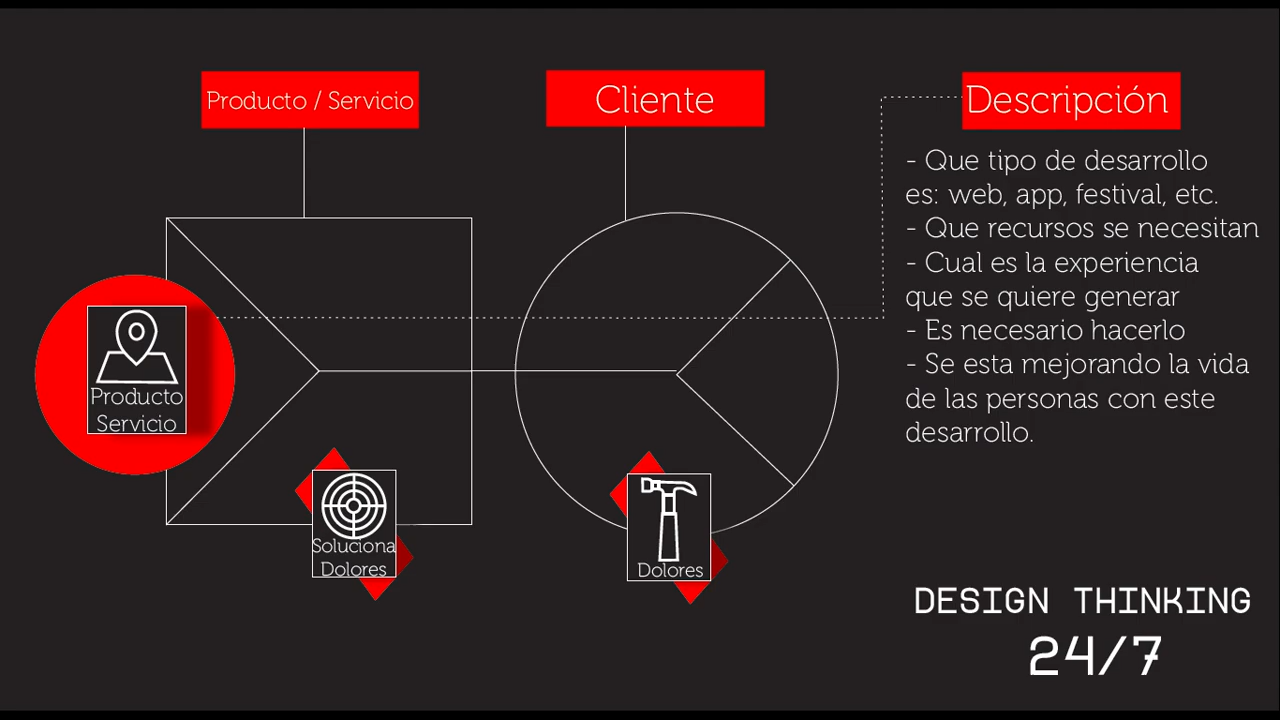 Producto / Servicio
Cliente
Descripción
- Que tipo de desarrollo
es: web, app, festival, etc.
- Que recursos se necesitan
- Cual es la experiencia
que se quiere generar
- Es necesario hacerlo
- Se esta mejorando la vida
de las personas con este
desarrollo.
Producto
Servicio
Soluciona
Dolores
Dolores
DESIGN THINKING
24/7